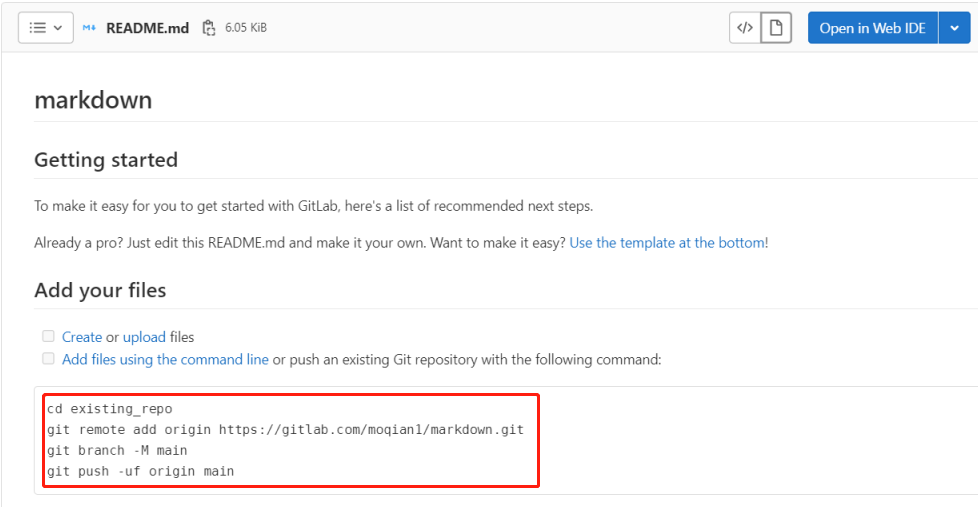 README.md 6.05 KiB Open in Web IDE
markdown
Getting started
To make it easy for you to get started with GitLab, here's a list of recommended next steps.
Already a pro? Just edit this README.md and make it your own. Want to make it easy? Use the template at the bottom!
Add your files
Create or upload files
Add files using the command line or push an existing Git repository with the following command:
cd existing_repo
git remote add origin https://gitlab.com/moqian1/markdown.git
git branch -M main
git push -uf origin main